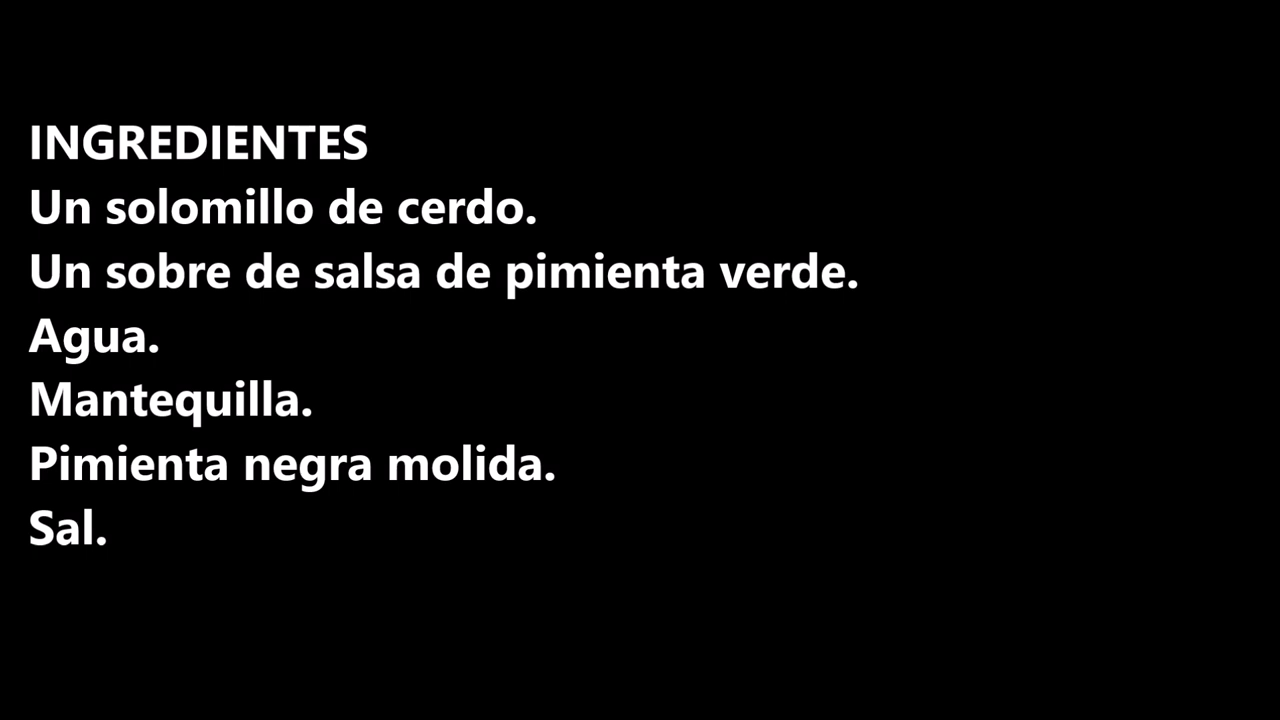 INGREDIENTES
Un solomillo de cerdo.
Un sobre de salsa de pimienta verde.
Agua.
Mantequilla.
Pimienta negra molida.
Sal.